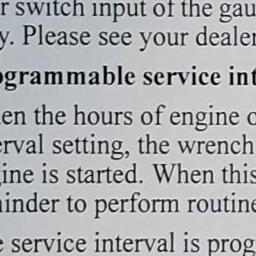 r switch input of the gau
y. Please see your dealer
ogrammable service int
en the hours of engine o
erval setting, the wrench
gine is started. When this
minder to perform routine
e service interval is prog